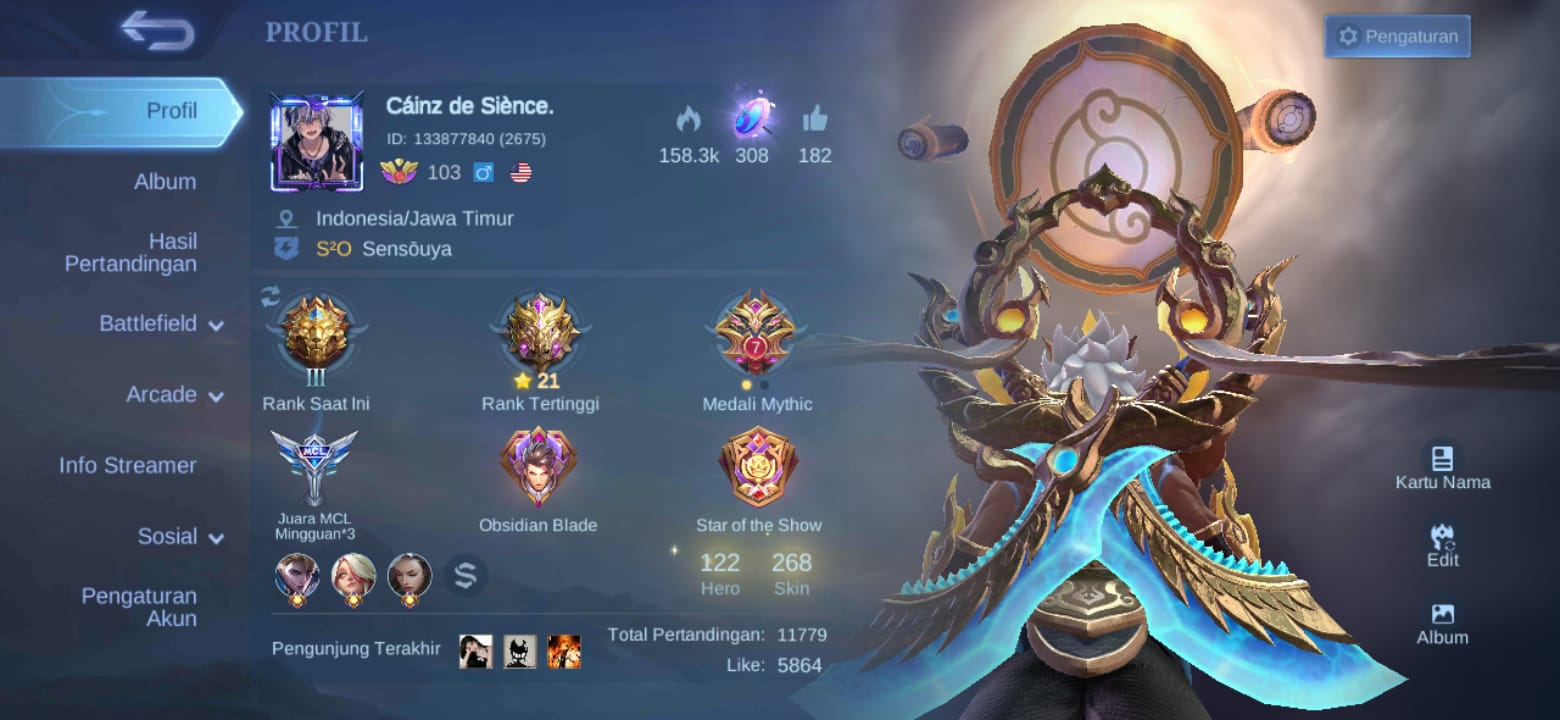 PROFIL
Pengaturan
Profil
Album
Hasil
Pertandingan
Battlefield
Arcade
Info Streamer
Sosial
Pengaturan
Akun
Cáinz de Siènce.
ID: 133877840 (2675)
103
158.3k
308
182
Indonesia/Jawa Timur
S²O Sensōuya
III
Rank Saat Ini
21
Rank Tertinggi
7
Medali Mythic
MCL
Juara MCL
Mingguan*3
Obsidian Blade
Star of the Show
122
Hero
268
Skin
Pengunjung Terakhir
Total Pertandingan: 11779
Like: 5864
Kartu Nama
Edit
Album